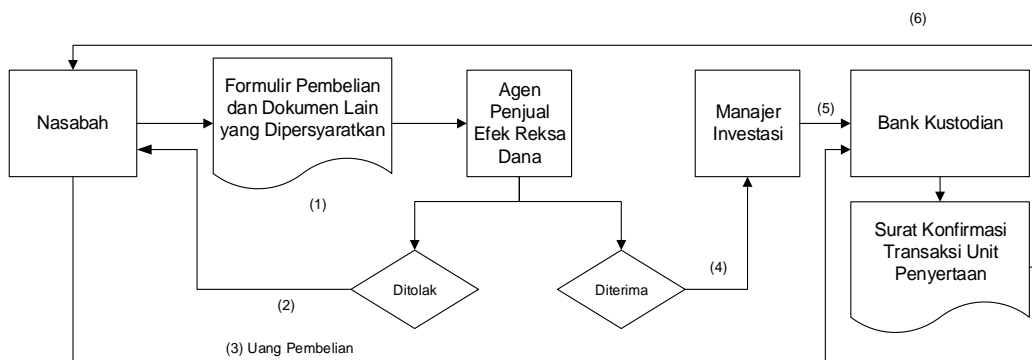 (6)
Nasabah
Formulir Pembelian
dan Dokumen Lain
yang Dipersyaratkan
(1)
Agen
Penjual
Efek Reksa
Dana
Manajer
Investasi
(5)
Bank Kustodian
Surat Konfirmasi
Transaksi Unit
Penyertaan
(2)
Ditolak
Diterima
(4)
(3) Uang Pembelian